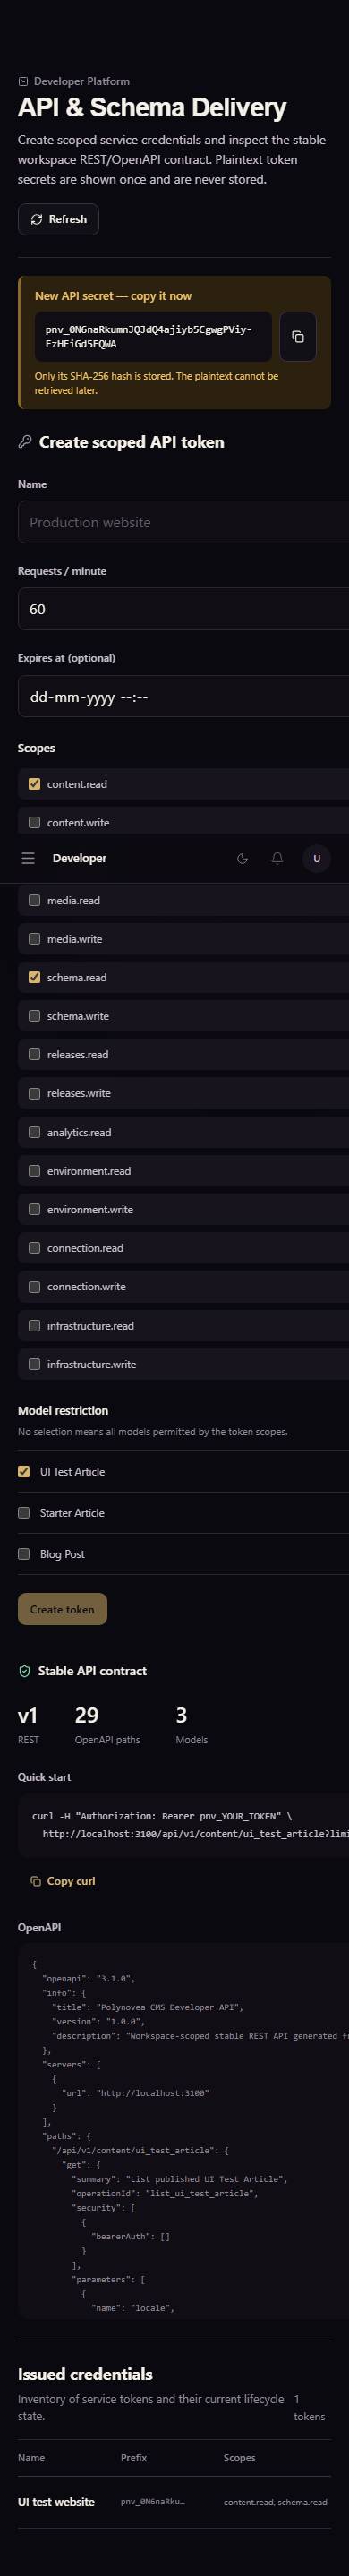 Developer Platform
API & Schema Delivery
Create scoped service credentials and inspect the stable
workspace REST/OpenAPI contract. Plaintext token
secrets are shown once and are never stored.
Refresh
New API secret — copy it now
pnv_0N6naRkumnJQJdQ4ajiyb5CgwgPViy-
FzHFiGd5FQWA
Only its SHA-256 hash is stored. The plaintext cannot be
retrieved later.
Create scoped API token
Name
Production website
Requests / minute
60
Expires at (optional)
dd-mm-yyyy --:--
Scopes
content.read
content.write
Developer
U
media.read
media.write
schema.read
schema.write
releases.read
releases.write
analytics.read
environment.read
environment.write
connection.read
connection.write
infrastructure.read
infrastructure.write
Model restriction
No selection means all models permitted by the token scopes.
UI Test Article
Starter Article
Blog Post
Create token
Stable API contract
v1 29 3
REST OpenAPI paths Models
Quick start
curl -H "Authorization: Bearer pnv_YOUR_TOKEN" \
http://localhost:3100/api/v1/content/ui_test_article?limi
Copy curl
OpenAPI
{
"openapi": "3.1.0",
"info": {
"title": "Polynovea CMS Developer API",
"version": "1.0.0",
"description": "Workspace-scoped stable REST API generated fr
},
"servers": [
{
"url": "http://localhost:3100"
}
],
"paths": {
"/api/v1/content/ui_test_article": {
"get": {
"summary": "List published UI Test Article",
"operationId": "list_ui_test_article",
"security": [
{
"bearerAuth": []
}
],
"parameters": [
{
"name": "locale",
Issued credentials
Inventory of service tokens and their current lifecycle
state.
1
tokens
Name Prefix Scopes
UI test website pnv_0N6naRku… content.read, schema.read